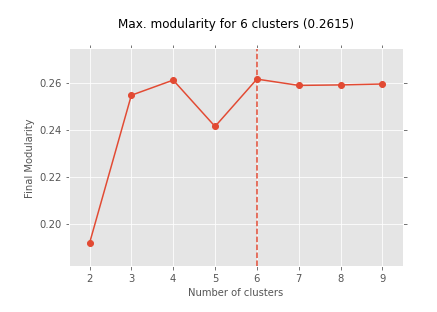 Max. modularity for 6 clusters (0.2615)
0.26
0.24
0.22
0.20
Final Modularity
2 3 4 5 6 7 8 9
Number of clusters